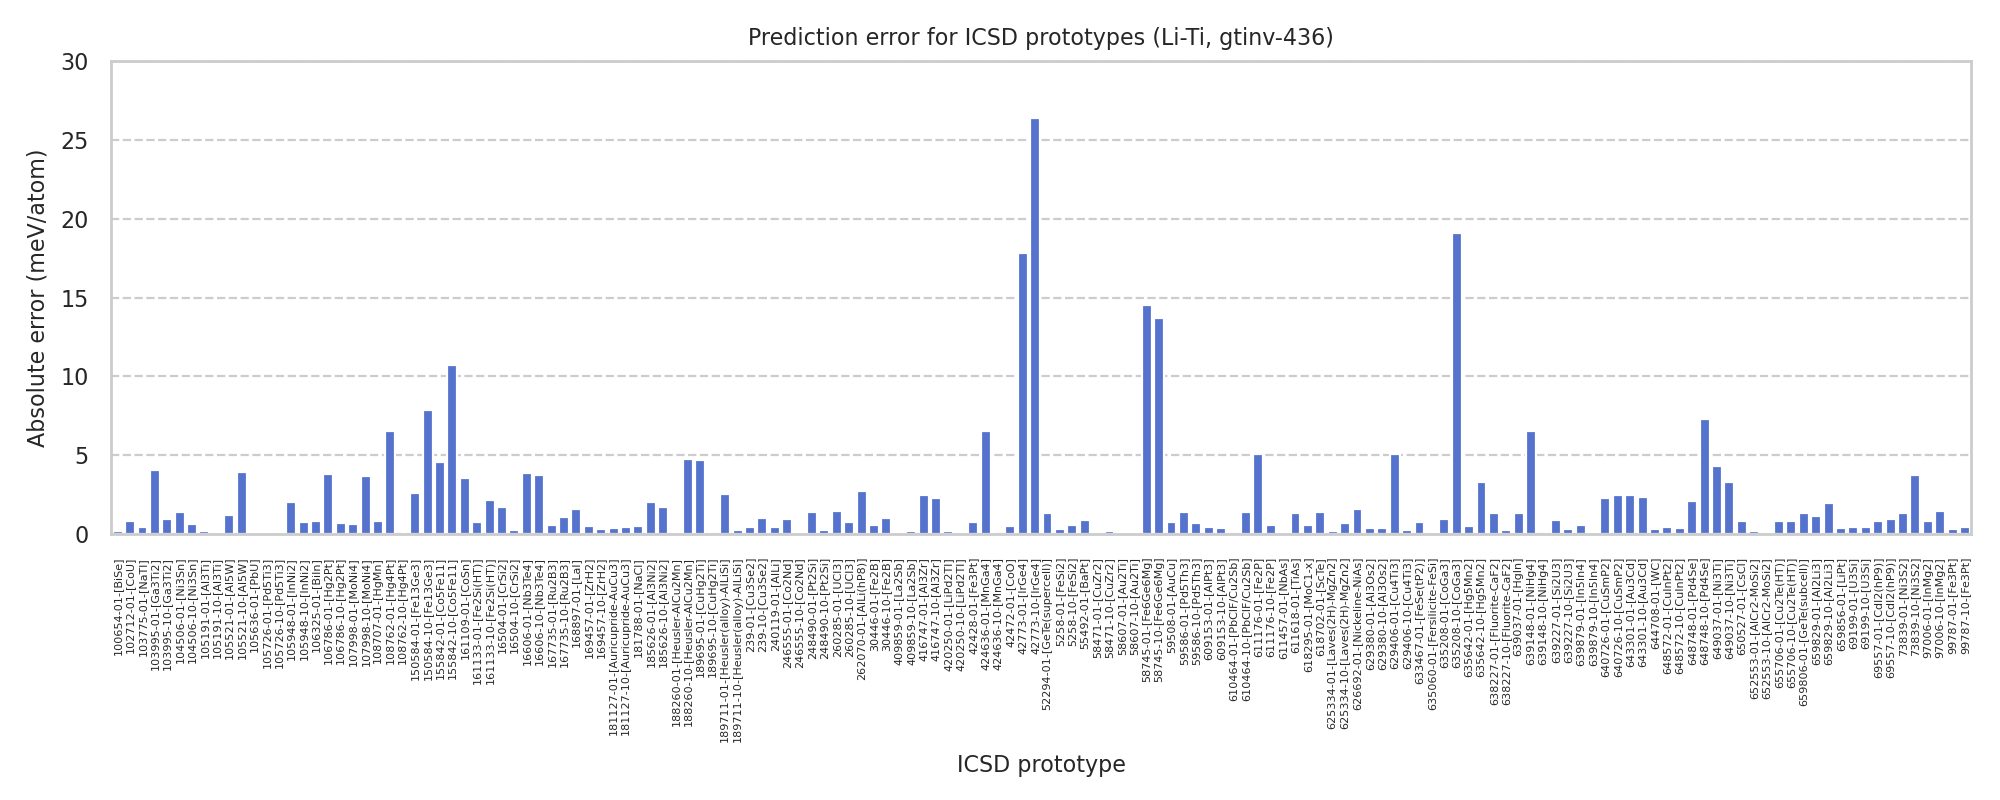 Prediction error for ICSD prototypes (Li-Ti, gtinv-436)
Absolute error (meV/atom)
30
25
20
15
10
5
0
100654-01-[BiSe]
102712-01-[CoU]
103775-01-[NaTl]
103995-01-[Ga3Ti2]
103995-10-[Ga3Ti2]
104506-01-[Ni3Sn]
104506-10-[Ni3Sn]
105191-01-[Al3Ti]
105191-10-[Al3Ti]
105521-01-[Al5W]
105521-10-[Al5W]
105636-01-[PbU]
105726-01-[Pd5Ti3]
105726-10-[Pd5Ti3]
105948-01-[InNi2]
105948-10-[InNi2]
106325-01-[BiIn]
106786-01-[Hg2Pt]
106786-10-[Hg2Pt]
107998-01-[MoNi4]
107998-10-[MoNi4]
108707-01-[HgMn]
108762-01-[Hg4Pt]
108762-10-[Hg4Pt]
150584-01-[Fe13Ge3]
150584-10-[Fe13Ge3]
155842-01-[Co5Fe11]
155842-10-[Co5Fe11]
161109-01-[CoSn]
161133-01-[Fe2Si(HT)]
161133-10-[Fe2Si(HT)]
16504-01-[CrSi2]
16504-10-[CrSi2]
16606-01-[Nb3Te4]
16606-10-[Nb3Te4]
167735-01-[Ru2B3]
167735-10-[Ru2B3]
168897-01-[LaI]
169457-01-[ZrH2]
169457-10-[ZrH2]
181127-01-[Auricupride-AuCu3]
181127-10-[Auricupride-AuCu3]
181788-01-[NaCl]
185626-01-[Al3Ni2]
185626-10-[Al3Ni2]
188260-01-[Heusler-AlCu2Mn]
188260-10-[Heusler-AlCu2Mn]
189695-01-[CuHg2Ti]
189695-10-[CuHg2Ti]
189711-01-[Heusler(alloy)-AlLiSi]
189711-10-[Heusler(alloy)-AlLiSi]
239-01-[Cu3Se2]
239-10-[Cu3Se2]
240119-01-[AlLi]
246555-01-[Co2Nd]
246555-10-[Co2Nd]
248490-01-[Pt2Si]
248490-10-[Pt2Si]
260285-01-[UCl3]
260285-10-[UCl3]
262070-01-[AlLi(hP8)]
30446-01-[Fe2B]
30446-10-[Fe2B]
409859-01-[La2Sb]
409859-10-[La2Sb]
416747-01-[Al3Zr]
416747-10-[Al3Zr]
420250-01-[LiPd2Tl]
420250-10-[LiPd2Tl]
42428-01-[Fe3Pt]
424636-01-[MnGa4]
424636-10-[MnGa4]
42472-01-[CoO]
42773-01-[IrGe4]
42773-10-[IrGe4]
52294-01-[GeTe(supercell)]
5258-01-[FeSi2]
5258-10-[FeSi2]
55492-01-[BaPt]
58471-01-[CuZr2]
58471-10-[CuZr2]
58607-01-[Au2Ti]
58607-10-[Au2Ti]
58745-01-[Fe6Ge6Mg]
58745-10-[Fe6Ge6Mg]
59508-01-[AuCu]
59586-01-[Pd5Th3]
59586-10-[Pd5Th3]
609153-01-[AlPt3]
609153-10-[AlPt3]
610464-01-[PbClF/Cu2Sb]
610464-10-[PbClF/Cu2Sb]
611176-01-[Fe2P]
611176-10-[Fe2P]
611457-01-[NbAs]
611618-01-[TiAs]
618295-01-[MoC1-x]
618702-01-[ScTe]
625334-01-[Laves(2H)-MgZn2]
625334-10-[Laves(2H)-MgZn2]
626692-01-[Nickeline-NiAs]
629380-01-[Al3Os2]
629380-10-[Al3Os2]
629406-01-[Cu4Ti3]
629406-10-[Cu4Ti3]
633467-01-[FeSe(tP2)]
635060-01-[Fersilicite-FeSi]
635208-01-[CoGa3]
635208-10-[CoGa3]
635642-01-[Hg5Mn2]
635642-10-[Hg5Mn2]
638227-01-[Fluorite-CaF2]
638227-10-[Fluorite-CaF2]
639037-01-[HgIn]
639148-01-[NiHg4]
639148-10-[NiHg4]
639227-01-[Si2U3]
639227-10-[Si2U3]
639879-01-[In5In4]
639879-10-[In5In4]
640726-01-[CuSmP2]
640726-10-[CuSmP2]
643301-01-[Au3Cd]
643301-10-[Au3Cd]
644708-01-[WC]
648572-01-[CuInPt2]
648572-10-[CuInPt2]
648748-01-[Pd4Se]
648748-10-[Pd4Se]
649037-01-[Ni3Ti]
649037-10-[Ni3Ti]
650527-01-[CsCl]
652553-01-[AlCr2-MoSi2]
652553-10-[AlCr2-MoSi2]
655706-01-[Cu2Te(HT)]
655706-10-[Cu2Te(HT)]
659806-01-[GeTe(subcell)]
659829-01-[Al2Li3]
659829-10-[Al2Li3]
659856-01-[LiPt]
69199-01-[U3Si]
69199-10-[U3Si]
69557-01-[CdI2(hP9)]
69557-10-[CdI2(hP9)]
73839-01-[Ni3S2]
73839-10-[Ni3S2]
97006-01-[InMg2]
97006-10-[InMg2]
99787-01-[Fe3Pt]
99787-10-[Fe3Pt]
ICSD prototype